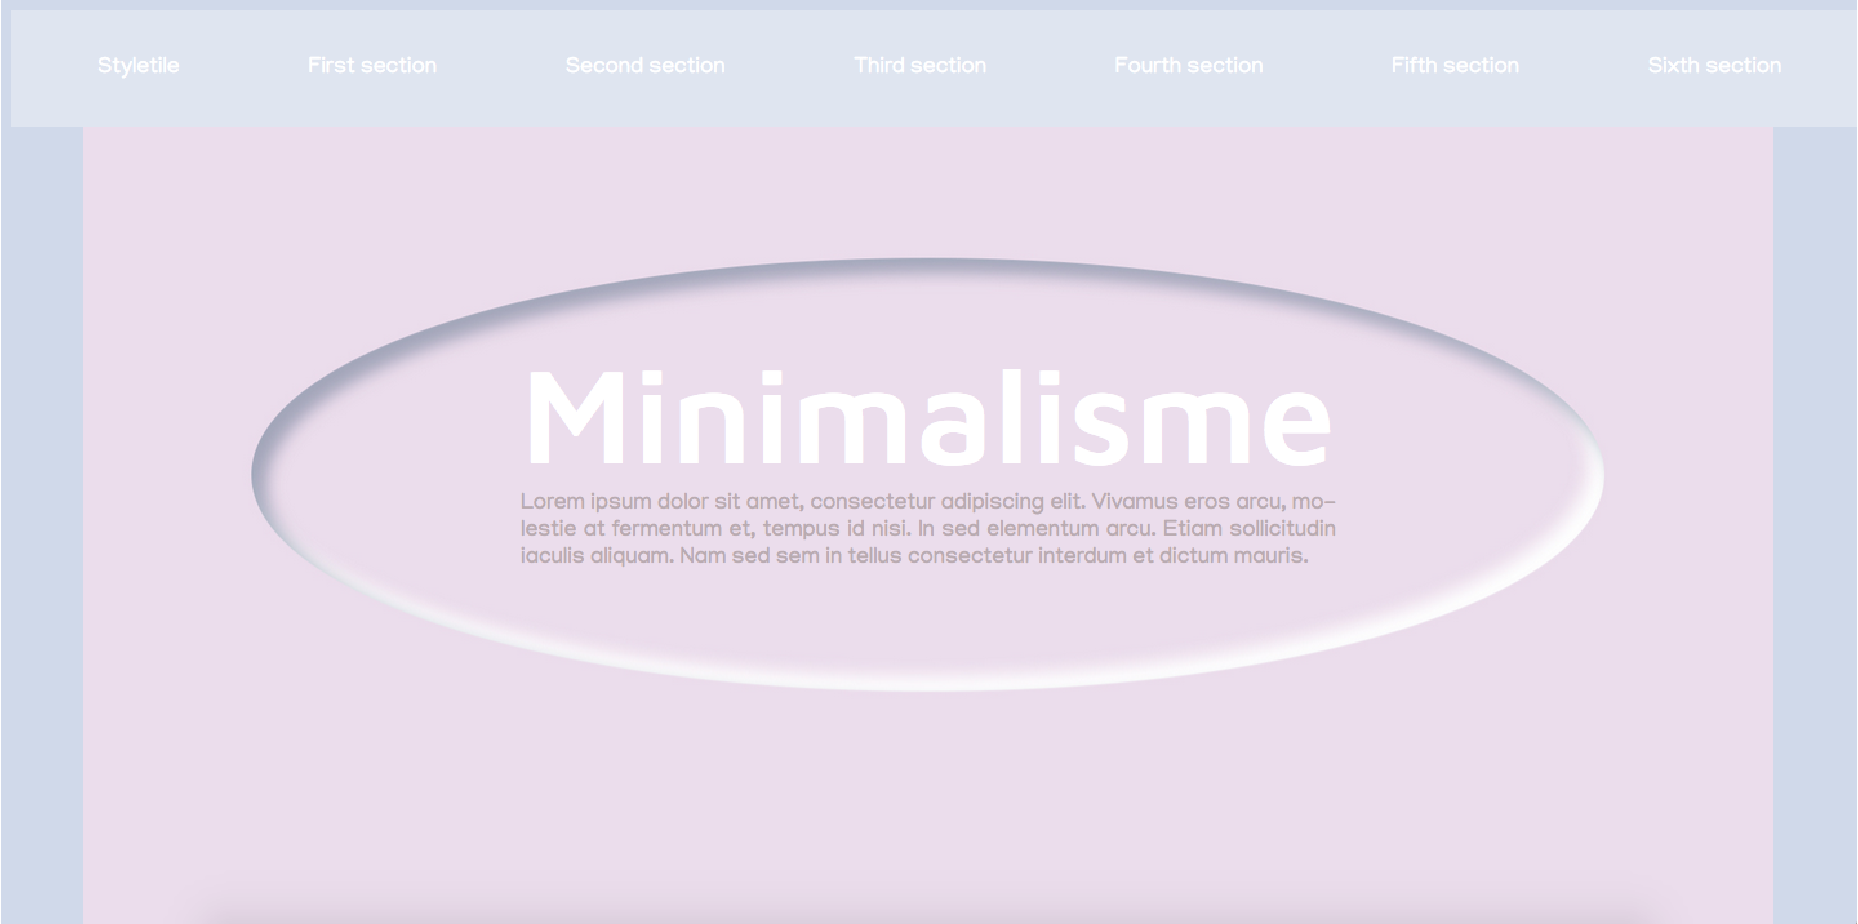 Styletile First section Second section Third section Fourth section Fifth section Sixth section
Minimalisme
Lorem ipsum dolor sit amet, consectetur adipiscing elit. Vivamus eros arcu, mo-
lestie at fermentum et, tempus id nisi. In sed elementum arcu. Etiam sollicitudin
iaculis aliquam. Nam sed sem in tellus consectetur interdum et dictum mauris.